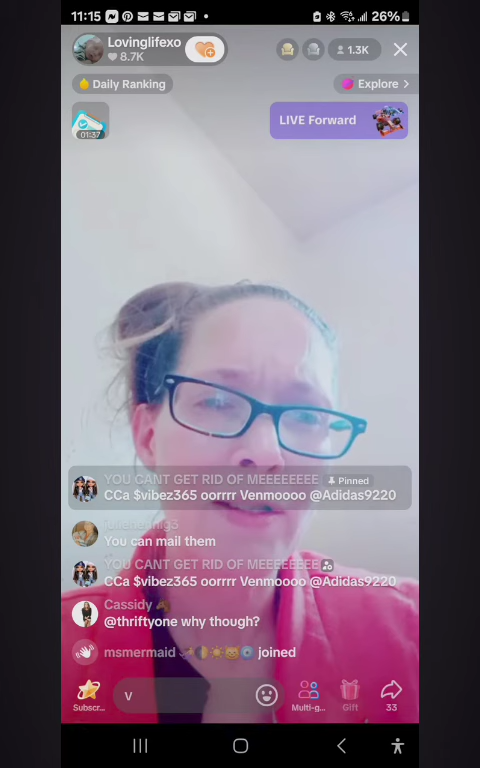 11:15
26%
Lovinglifexo
8.7K
1.3K
Daily Ranking
Explore >
01:37
LIVE Forward
YOU CANT GET RID OF MEEEEEEEE Pinned
CCa $vibez365 oorrrr Venmoooo @Adidas9220
You can mail them
YOU CANT GET RID OF MEEEEEEEE
CCa $vibez365 oorrrr Venmoooo @Adidas9220
Cassidy
@thriftyone why though?
msmermaid joined
Subscr...
v
Multi-g...
Gift
33